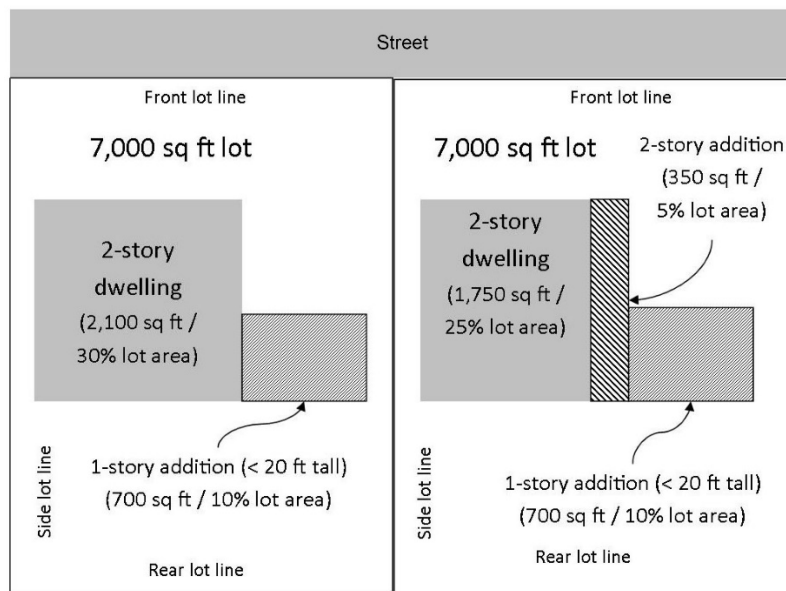 Street
Front lot line
7,000 sq ft lot
2-story
dwelling
(2,100 sq ft /
30% lot area)
1-story addition (< 20 ft tall)
(700 sq ft / 10% lot area)
Side lot line
Rear lot line
Front lot line
7,000 sq ft lot
2-story addition
(350 sq ft /
5% lot area)
2-story
dwelling
(1,750 sq ft /
25% lot area)
1-story addition (< 20 ft tall)
(700 sq ft / 10% lot area)
Side lot line
Rear lot line